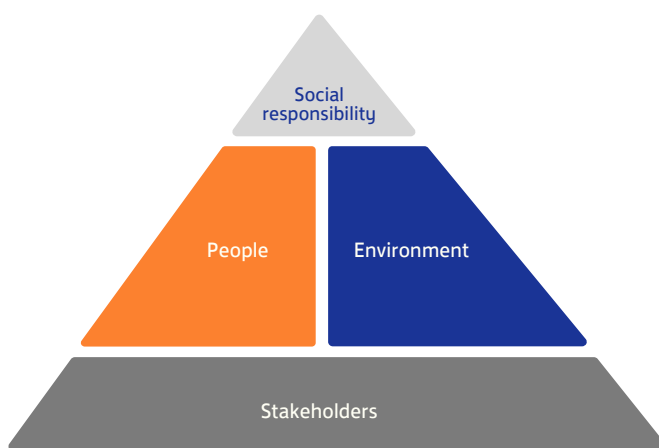 Social
responsibility
People
Environment
Stakeholders